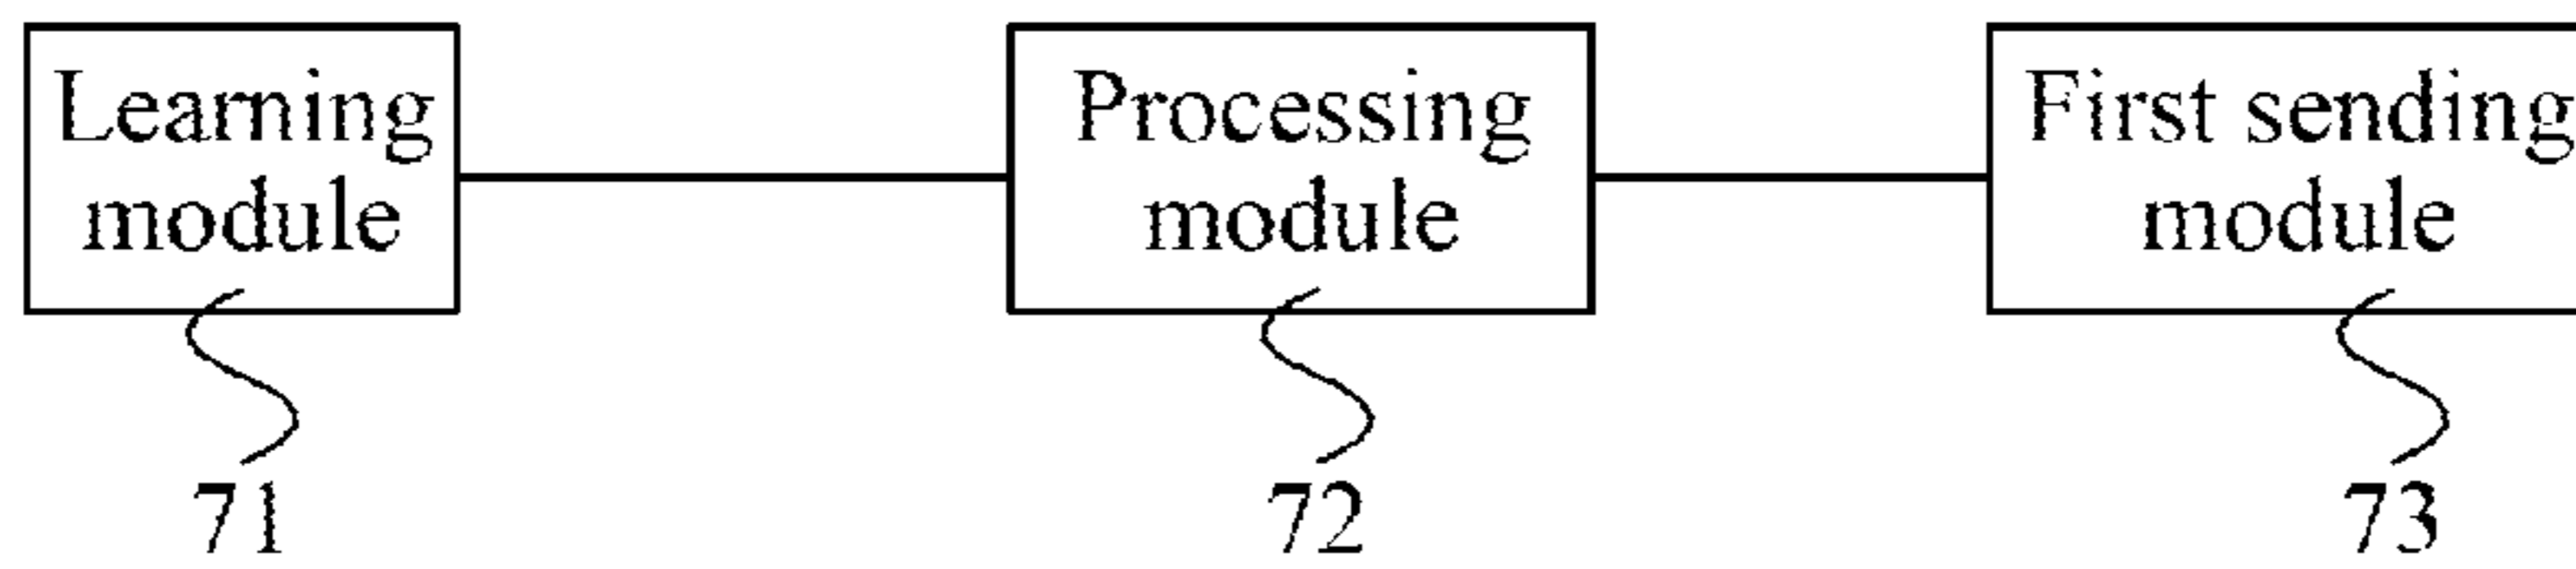 Learning
module
Processing
module
First sending
module
71
72
73